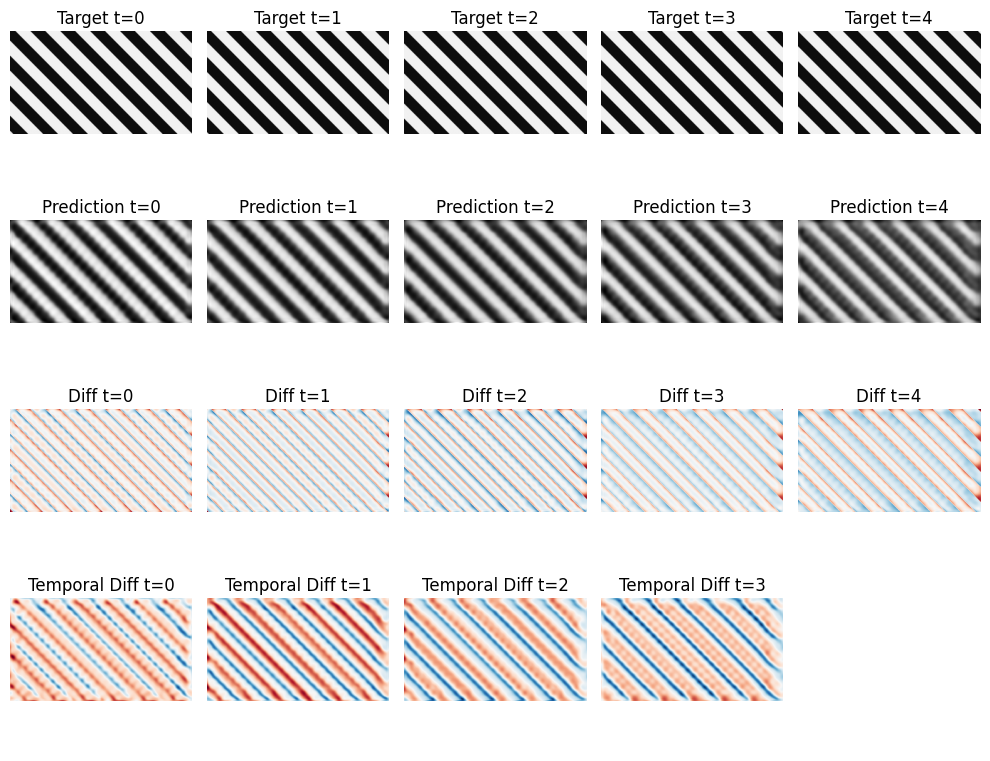 Target t=0 Target t=1 Target t=2 Target t=3 Target t=4
Prediction t=0 Prediction t=1 Prediction t=2 Prediction t=3 Prediction t=4
Diff t=0 Diff t=1 Diff t=2 Diff t=3 Diff t=4
Temporal Diff t=0 Temporal Diff t=1 Temporal Diff t=2 Temporal Diff t=3